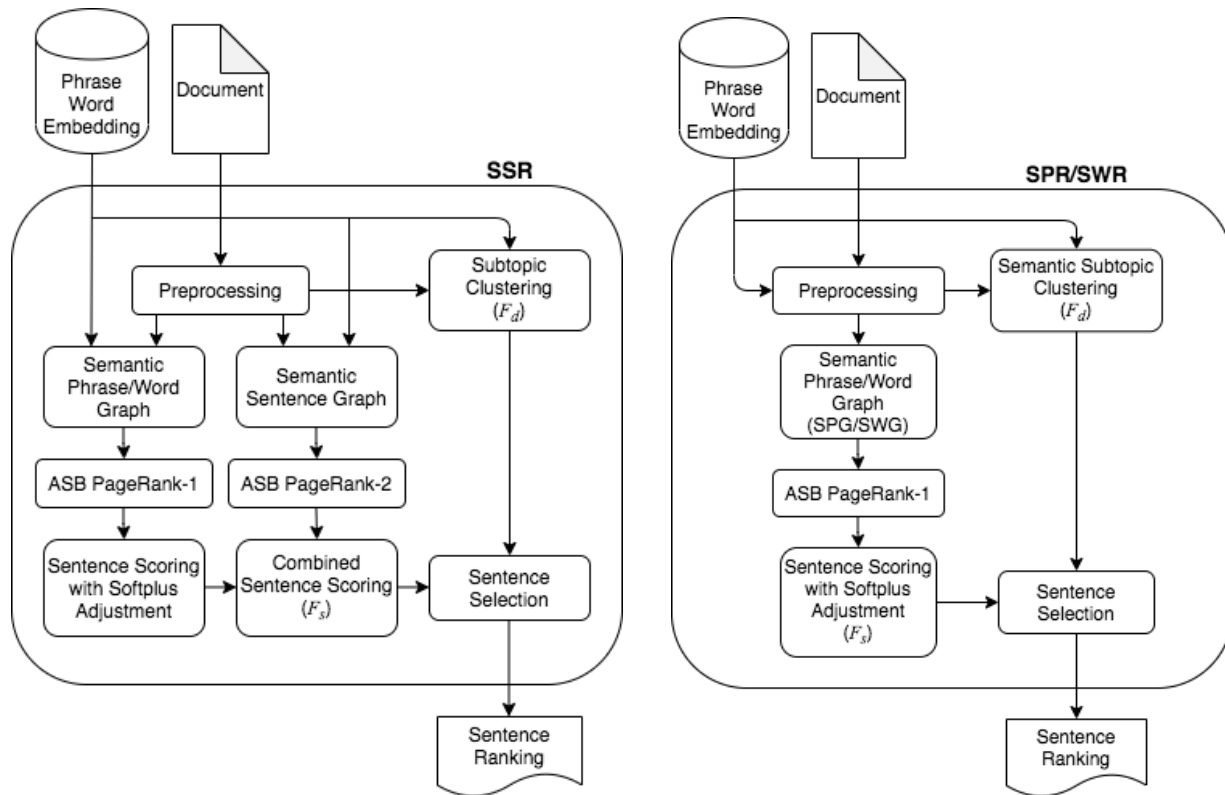 Phrase
Word
Embedding
Document
SSR
Preprocessing
Subtopic
Clustering
(F_d)
Semantic
Phrase/Word
Graph
Semantic
Sentence Graph
ASB PageRank-1
ASB PageRank-2
Sentence Scoring
with Softplus
Adjustment
Combined
Sentence Scoring
(F_s)
Sentence
Selection
Sentence
Ranking
Phrase
Word
Embedding
Document
SPR/SWR
Preprocessing
Semantic Subtopic
Clustering
(F_d)
Semantic
Phrase/Word
Graph
(SPG/SWG)
ASB PageRank-1
Sentence Scoring
with Softplus
Adjustment
(F_s)
Sentence
Selection
Sentence
Ranking